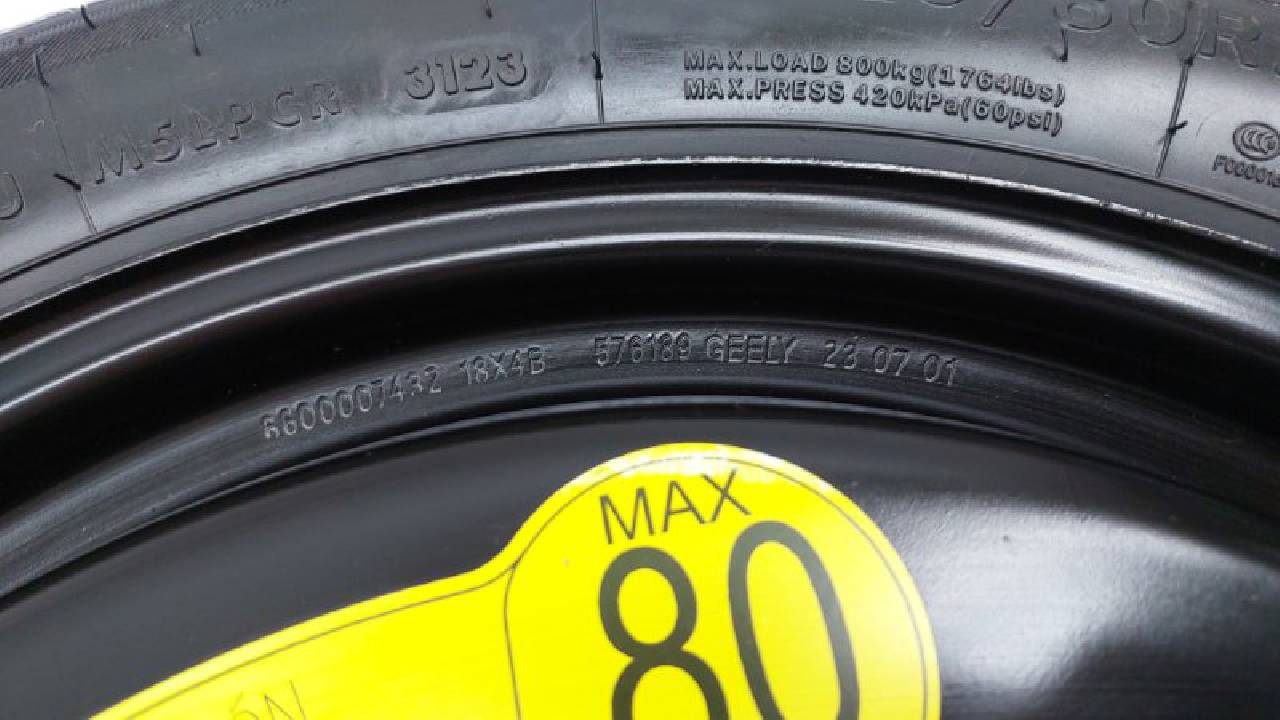 M5LPCR 3123
MAX.LOAD 800kg(1764lbs)
MAX.PRESS 420kPa(60psi)
6600007432 18X4B 576189 GEELY 23 07 01
MAX
80